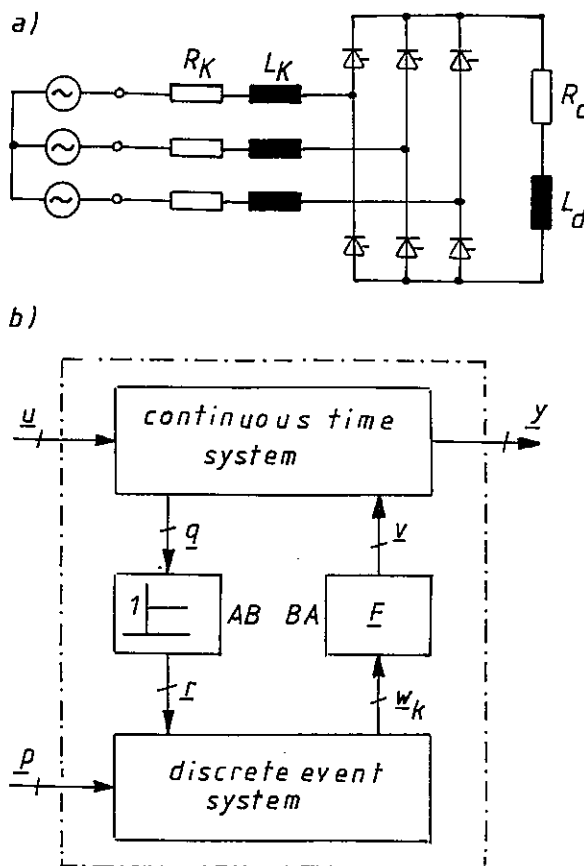 a)
R_K L_K
R_d
L_d
b)
u
continuous time
system
y
q
v
1
AB BA F
r
w_k
p
discrete event
system